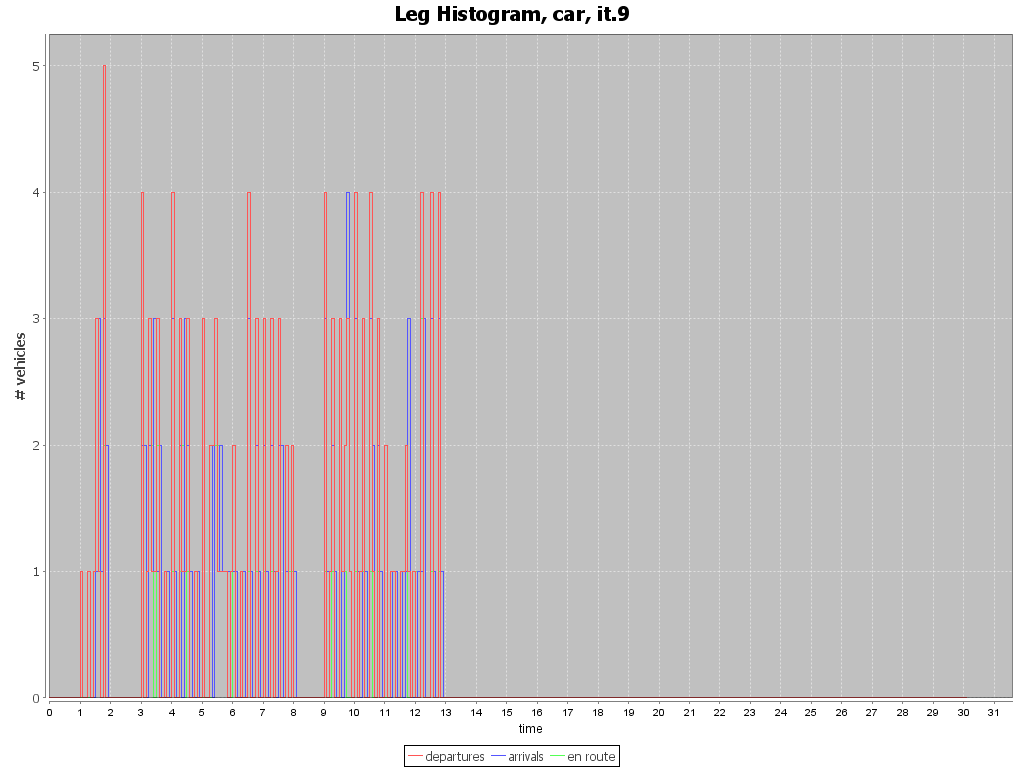 Leg Histogram, car, it.9
# vehicles
5
4
3
2
1
0
0 1 2 3 4 5 6 7 8 9 10 11 12 13 14 15 16 17 18 19 20 21 22 23 24 25 26 27 28 29 30 31
time
departures arrivals en route